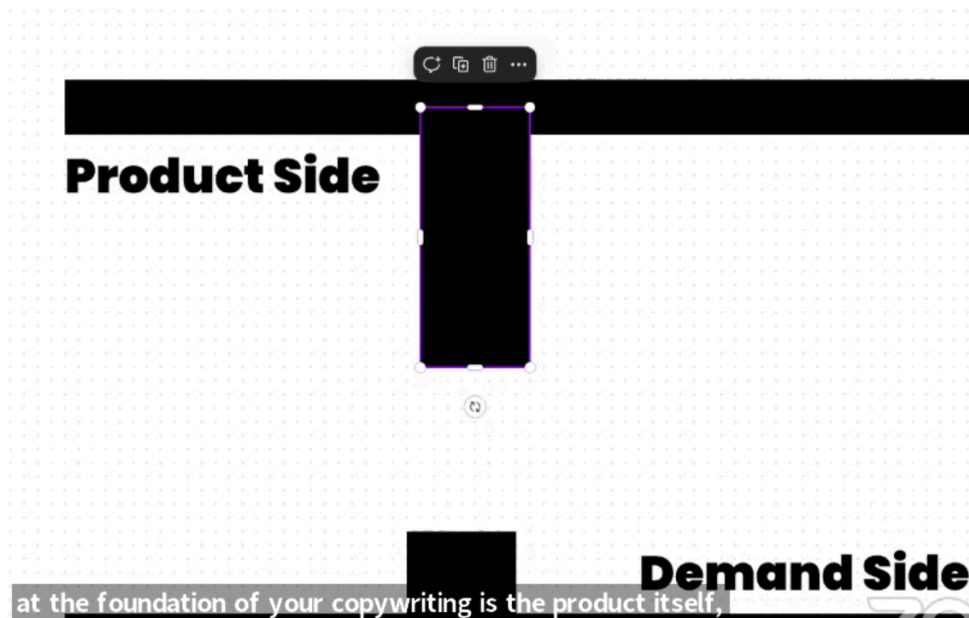 Product Side
Demand Side
at the foundation of your copywriting is the product itself,